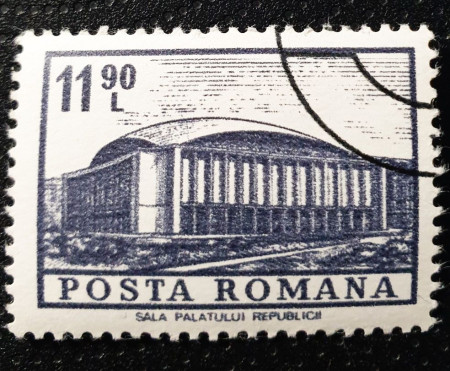 11 90 L
POSTA ROMANA
SALA PALATULUI REPUBLICII